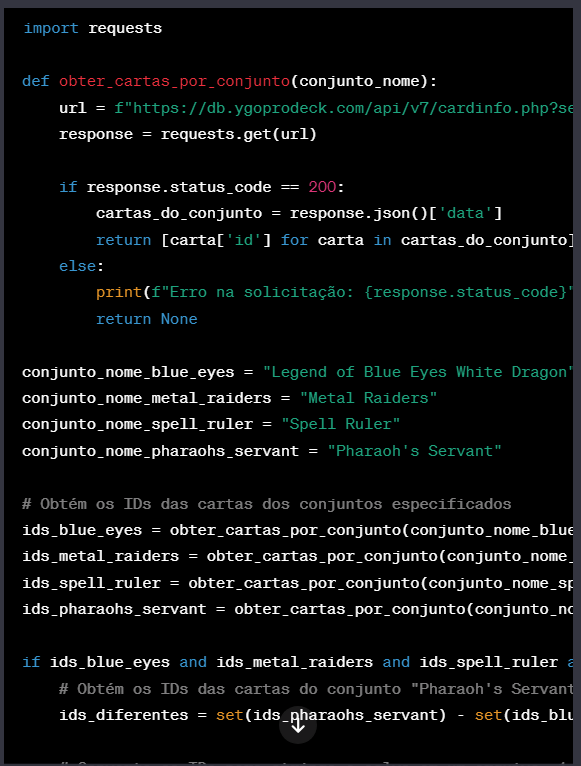 import requests
def obter_cartas_por_conjunto(conjunto_nome):
url = f"https://db.ygoprodeck.com/api/v7/cardinfo.php?se
response = requests.get(url)
if response.status_code == 200:
cartas_do_conjunto = response.json()['data']
return [carta['id'] for carta in cartas_do_conjunto]
else:
print(f"Erro na solicitação: {response.status_code}"
return None
conjunto_nome_blue_eyes = "Legend of Blue Eyes White Dragon"
conjunto_nome_metal_raiders = "Metal Raiders"
conjunto_nome_spell_ruler = "Spell Ruler"
conjunto_nome_pharaohs_servant = "Pharaoh's Servant"
# Obtém os IDs das cartas dos conjuntos especificados
ids_blue_eyes = obter_cartas_por_conjunto(conjunto_nome_blue
ids_metal_raiders = obter_cartas_por_conjunto(conjunto_nome_
ids_spell_ruler = obter_cartas_por_conjunto(conjunto_nome_sp
ids_pharaohs_servant = obter_cartas_por_conjunto(conjunto_no
if ids_blue_eyes and ids_metal_raiders and ids_spell_ruler a
# Obtém os IDs das cartas do conjunto "Pharaoh's Servant
ids_diferentes = set(ids_pharaohs_servant) - set(ids_blu